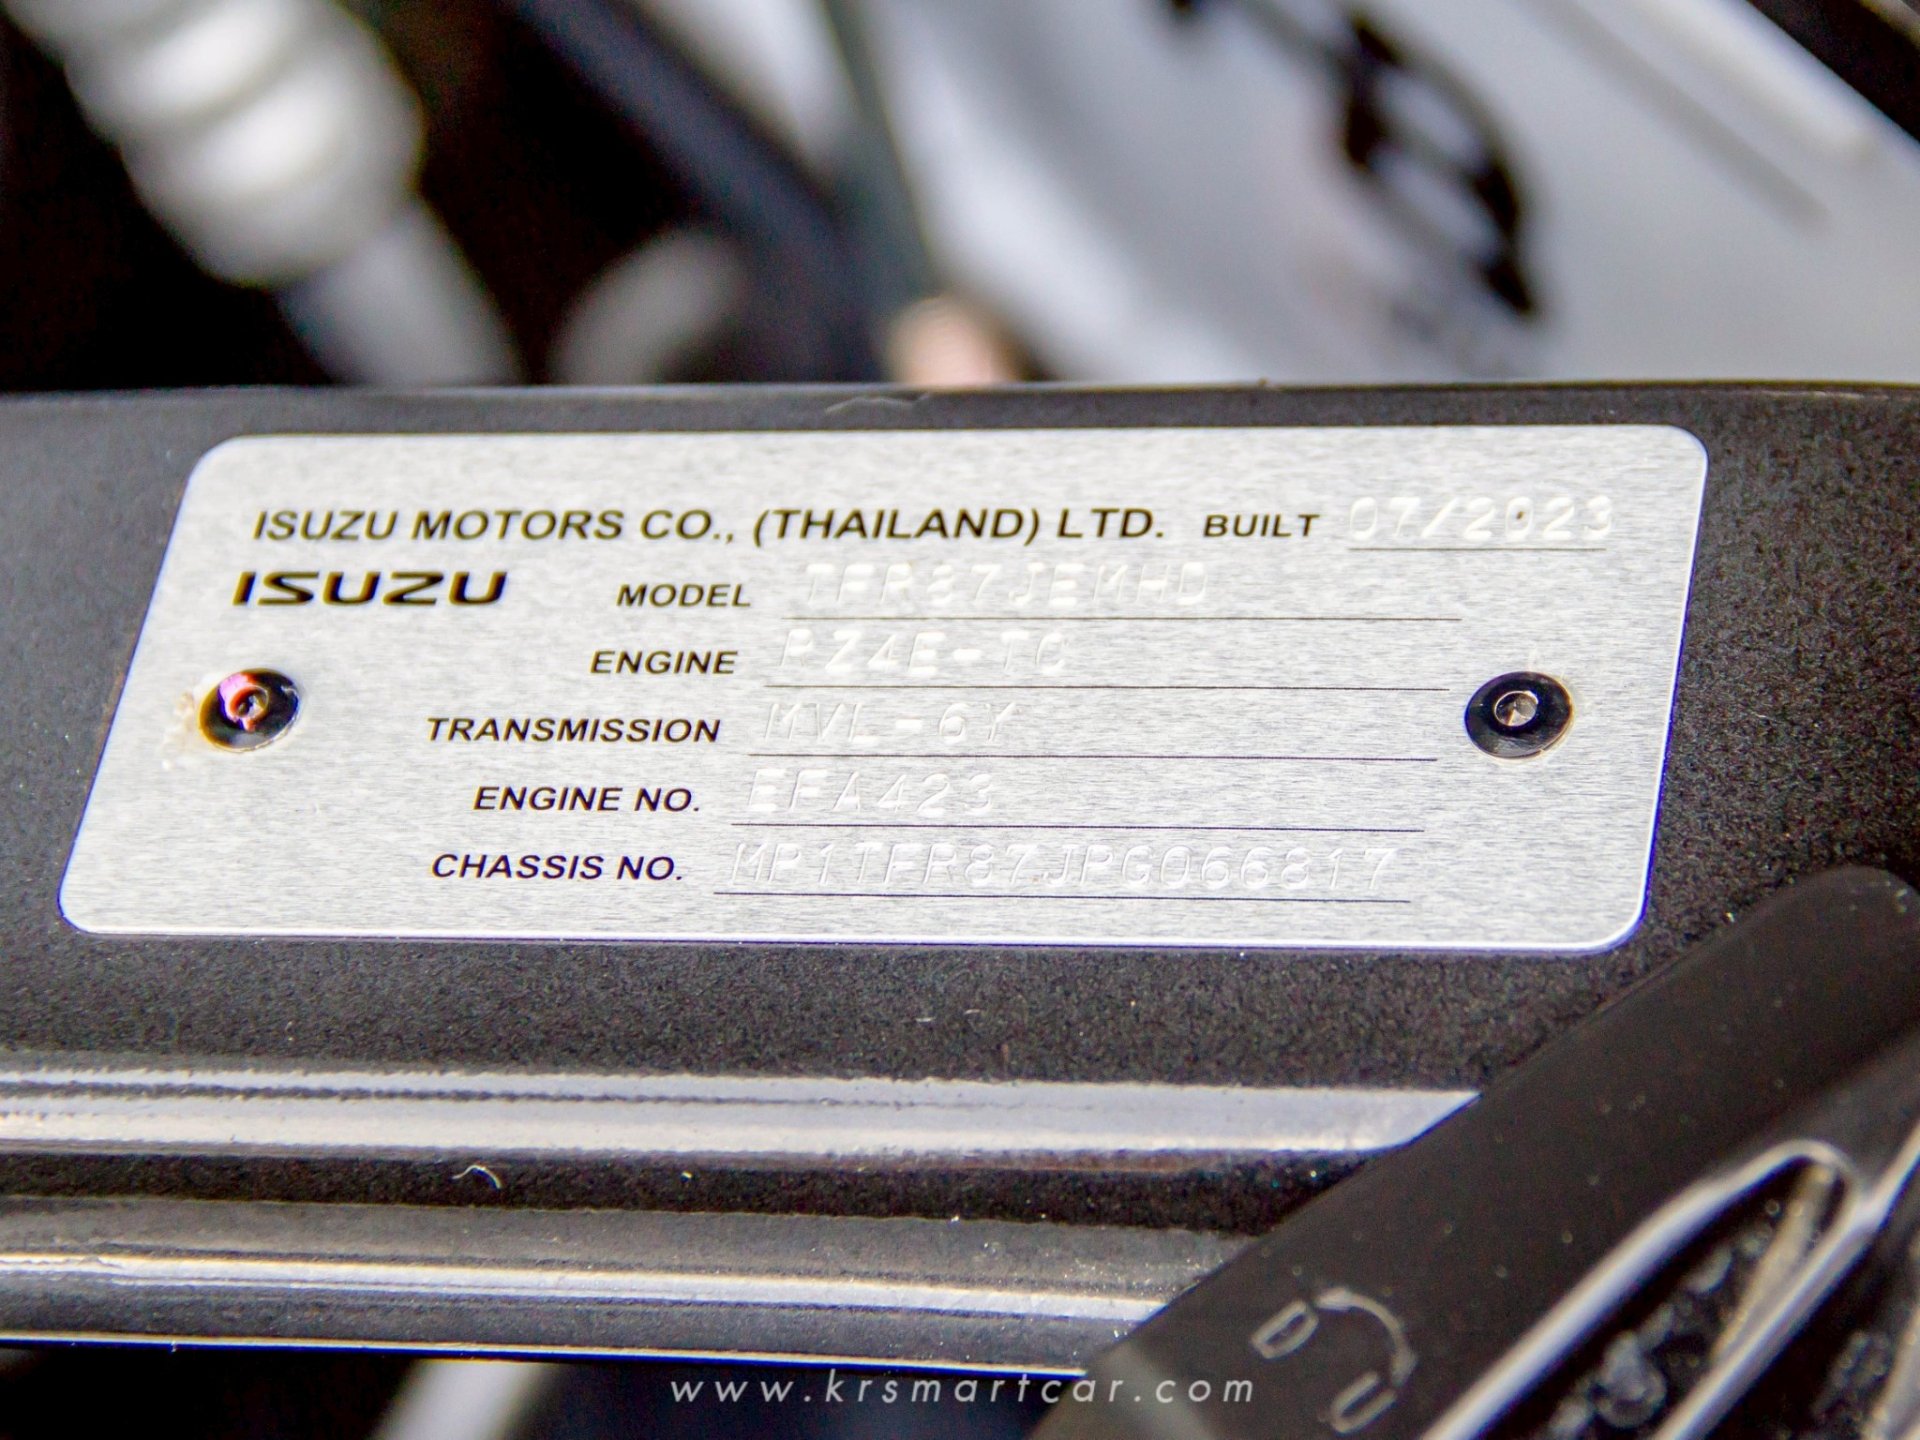 ISUZU MOTORS CO., (THAILAND) LTD. BUILT 07/2023
ISUZU MODEL TFR87JEMHD
ENGINE RZ4E-TC
TRANSMISSION MVL-6Y
ENGINE NO. EFA423
CHASSIS NO. MP1TFR87JPG066817
www.krsmartcar.com